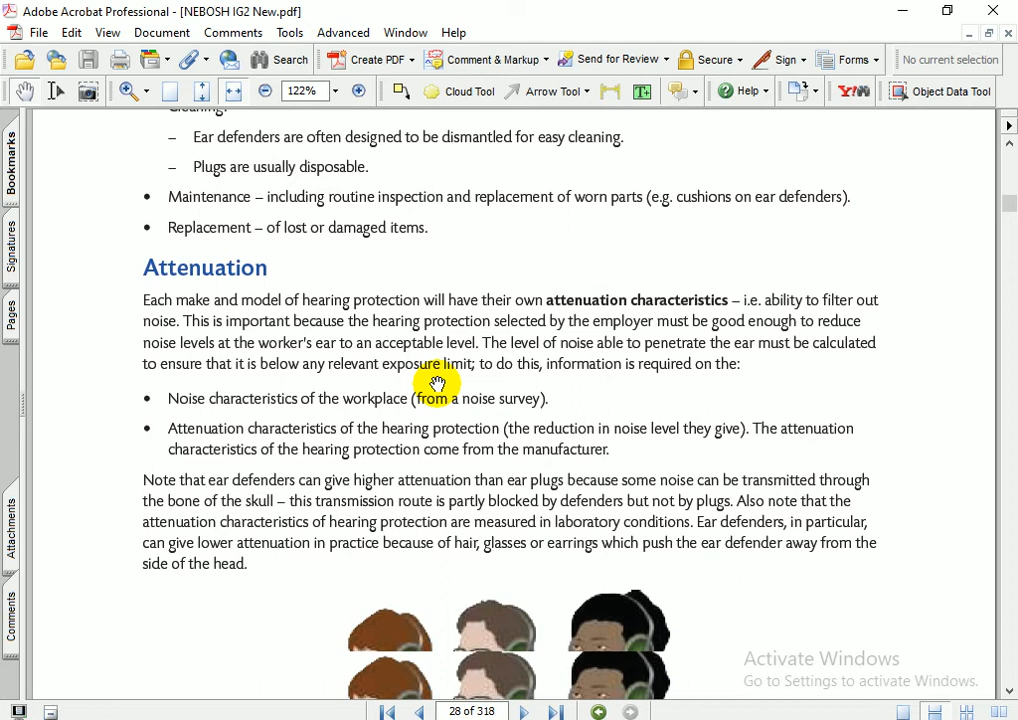 Adobe Acrobat Professional - [NEBOSH IG2 New.pdf]
File Edit View Document Comments Tools Advanced Window Help
Search Create PDF Comment & Markup Send for Review Secure Sign Forms No current selection
122% Cloud Tool Arrow Tool Help Y! Object Data Tool
Bookmarks
Signatures
Pages
Attachments
Comments
Cleaning:
– Ear defenders are often designed to be dismantled for easy cleaning.
– Plugs are usually disposable.
• Maintenance – including routine inspection and replacement of worn parts (e.g. cushions on ear defenders).
• Replacement – of lost or damaged items.
Attenuation
Each make and model of hearing protection will have their own attenuation characteristics – i.e. ability to filter out
noise. This is important because the hearing protection selected by the employer must be good enough to reduce
noise levels at the worker's ear to an acceptable level. The level of noise able to penetrate the ear must be calculated
to ensure that it is below any relevant exposure limit; to do this, information is required on the:
• Noise characteristics of the workplace (from a noise survey).
• Attenuation characteristics of the hearing protection (the reduction in noise level they give). The attenuation
characteristics of the hearing protection come from the manufacturer.
Note that ear defenders can give higher attenuation than ear plugs because some noise can be transmitted through
the bone of the skull – this transmission route is partly blocked by defenders but not by plugs. Also note that the
attenuation characteristics of hearing protection are measured in laboratory conditions. Ear defenders, in particular,
can give lower attenuation in practice because of hair, glasses or earrings which push the ear defender away from the
side of the head.
Activate Windows
Go to Settings to activate Windows.
28 of 318